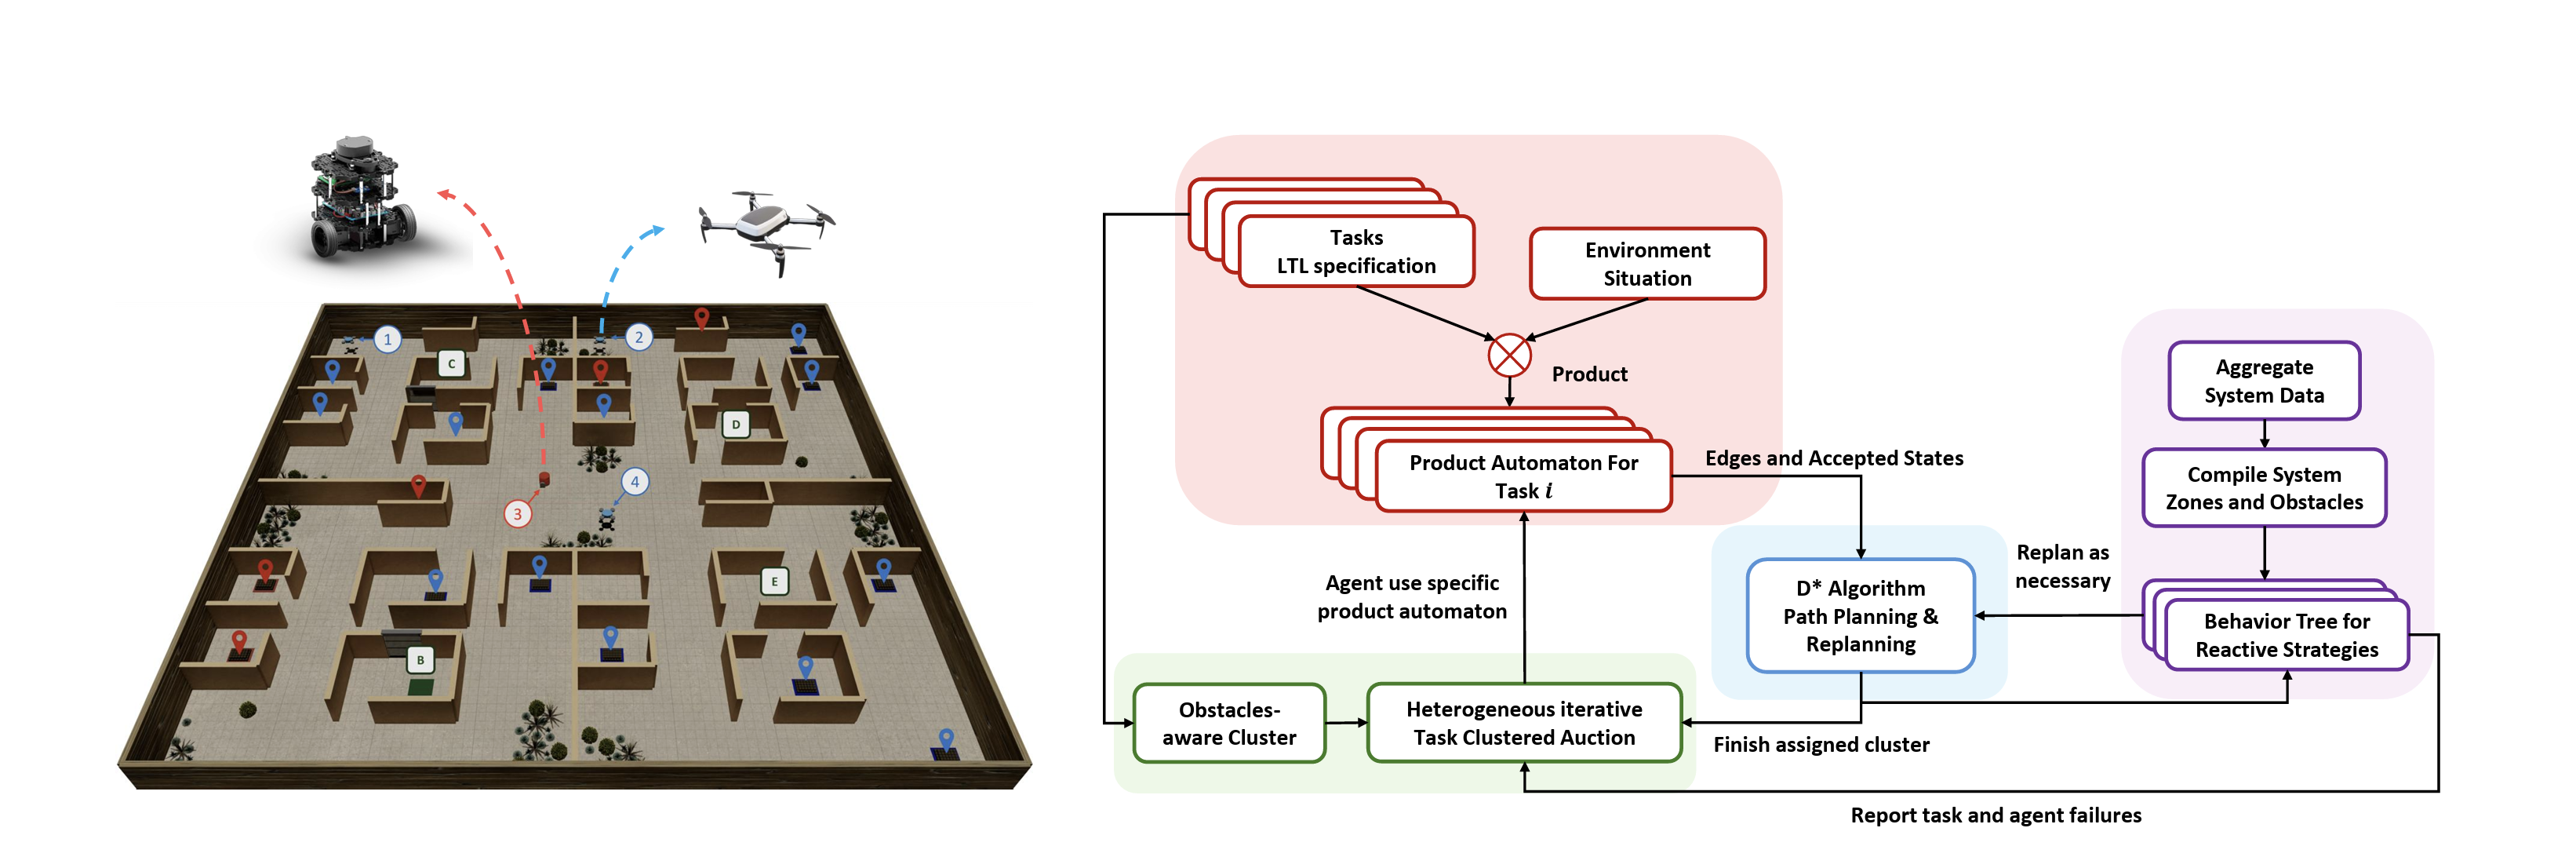 1
2
C
D
4
3
E
B
Tasks
LTL specification
Environment
Situation
Product
Product Automaton For
Task i
Edges and Accepted States
Agent use specific
product automaton
Obstacles-
aware Cluster
Heterogeneous iterative
Task Clustered Auction
D* Algorithm
Path Planning &
Replanning
Finish assigned cluster
Replan as
necessary
Aggregate
System Data
Compile System
Zones and Obstacles
Behavior Tree for
Reactive Strategies
Report task and agent failures